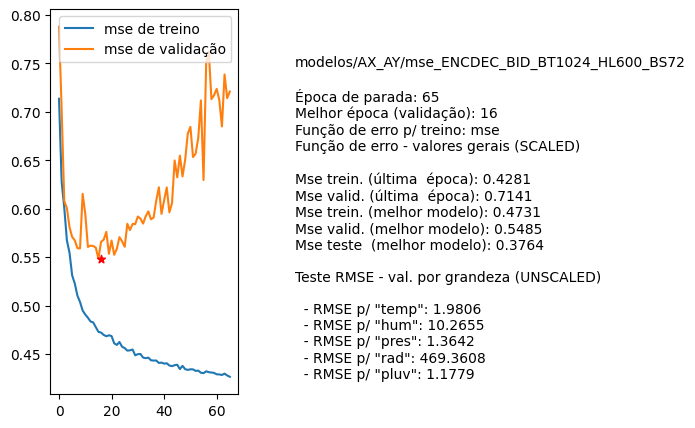 mse de treino
mse de validação
0.80
0.75
0.70
0.65
0.60
0.55
0.50
0.45
0
20
40
60
modelos/AX_AY/mse_ENCDEC_BID_BT1024_HL600_BS72
Época de parada: 65
Melhor época (validação): 16
Função de erro p/ treino: mse
Função de erro - valores gerais (SCALED)
Mse trein. (última  época): 0.4281
Mse valid. (última  época): 0.7141
Mse trein. (melhor modelo): 0.4731
Mse valid. (melhor modelo): 0.5485
Mse teste  (melhor modelo): 0.3764
Teste RMSE - val. por grandeza (UNSCALED)
- RMSE p/ "temp": 1.9806
- RMSE p/ "hum": 10.2655
- RMSE p/ "pres": 1.3642
- RMSE p/ "rad": 469.3608
- RMSE p/ "pluv": 1.1779